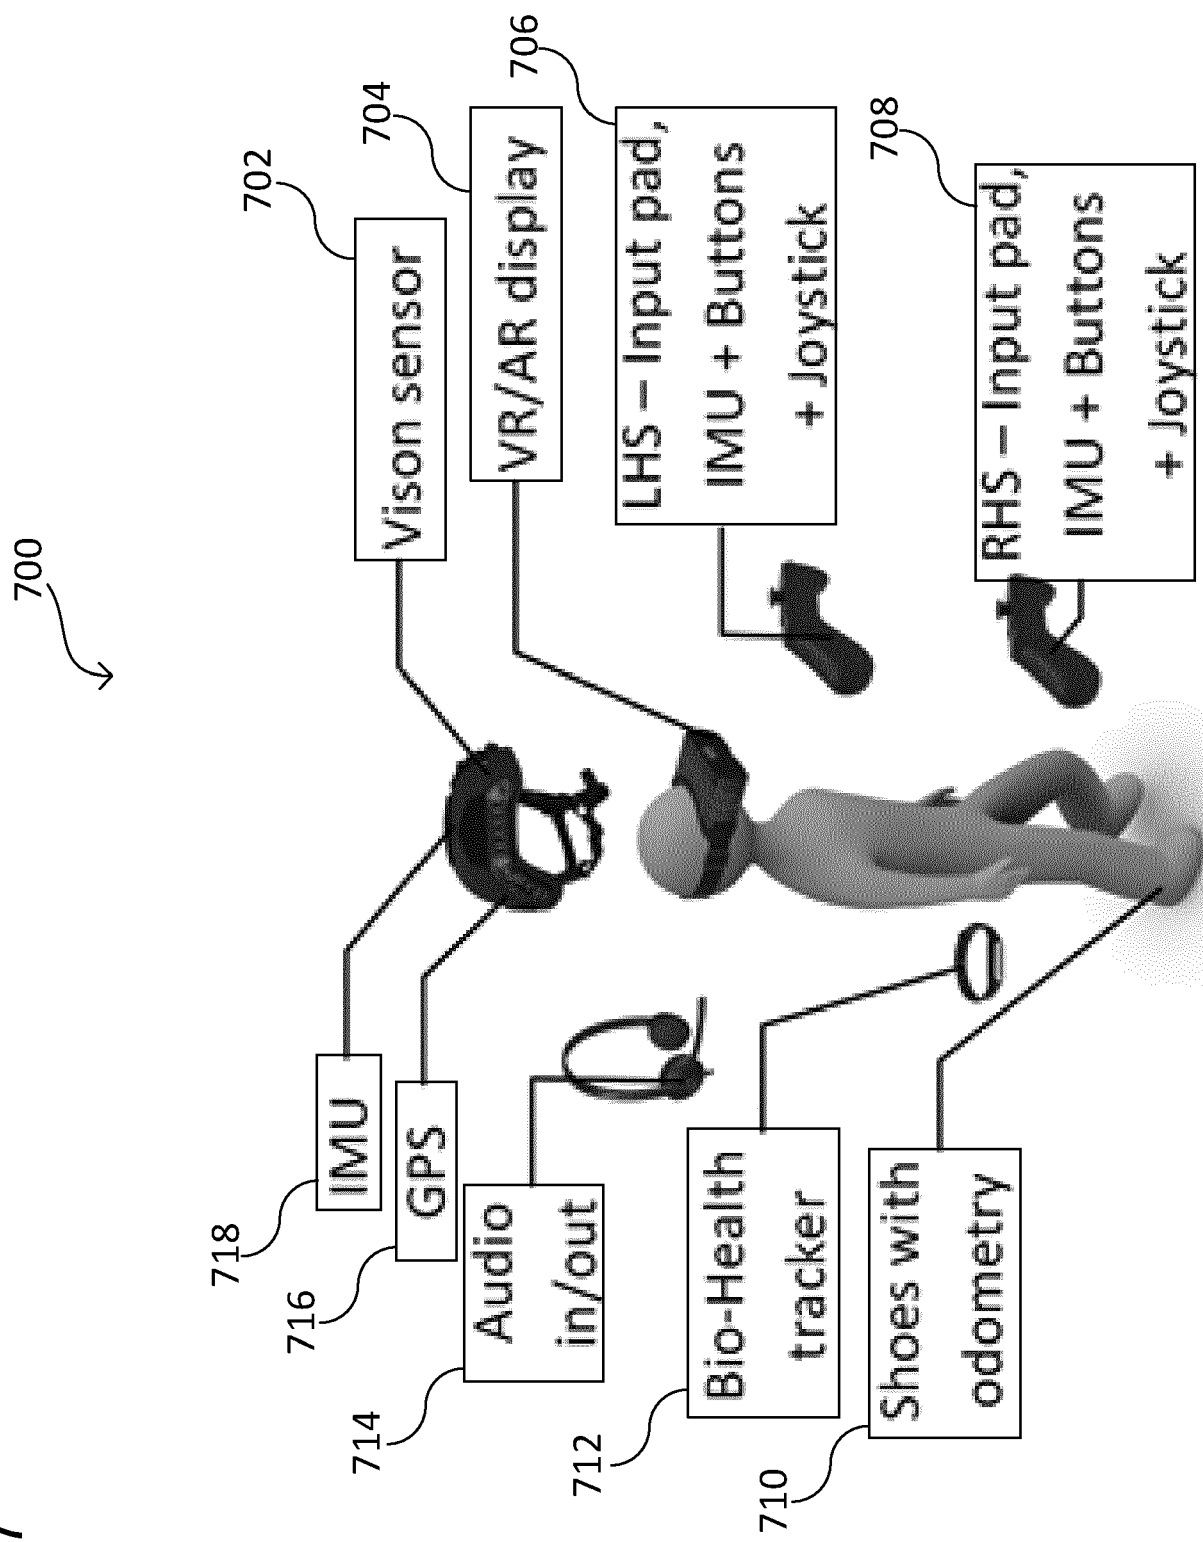 700
702
Vison sensor
704
VR/AR display
706
LHS – Input pad,
IMU + Buttons
+ Joystick
708
RHS – Input pad,
IMU + Buttons
+ Joystick
718
IMU
716
GPS
714
Audio
in/out
712
Bio-Health
tracker
710
Shoes with
odometry